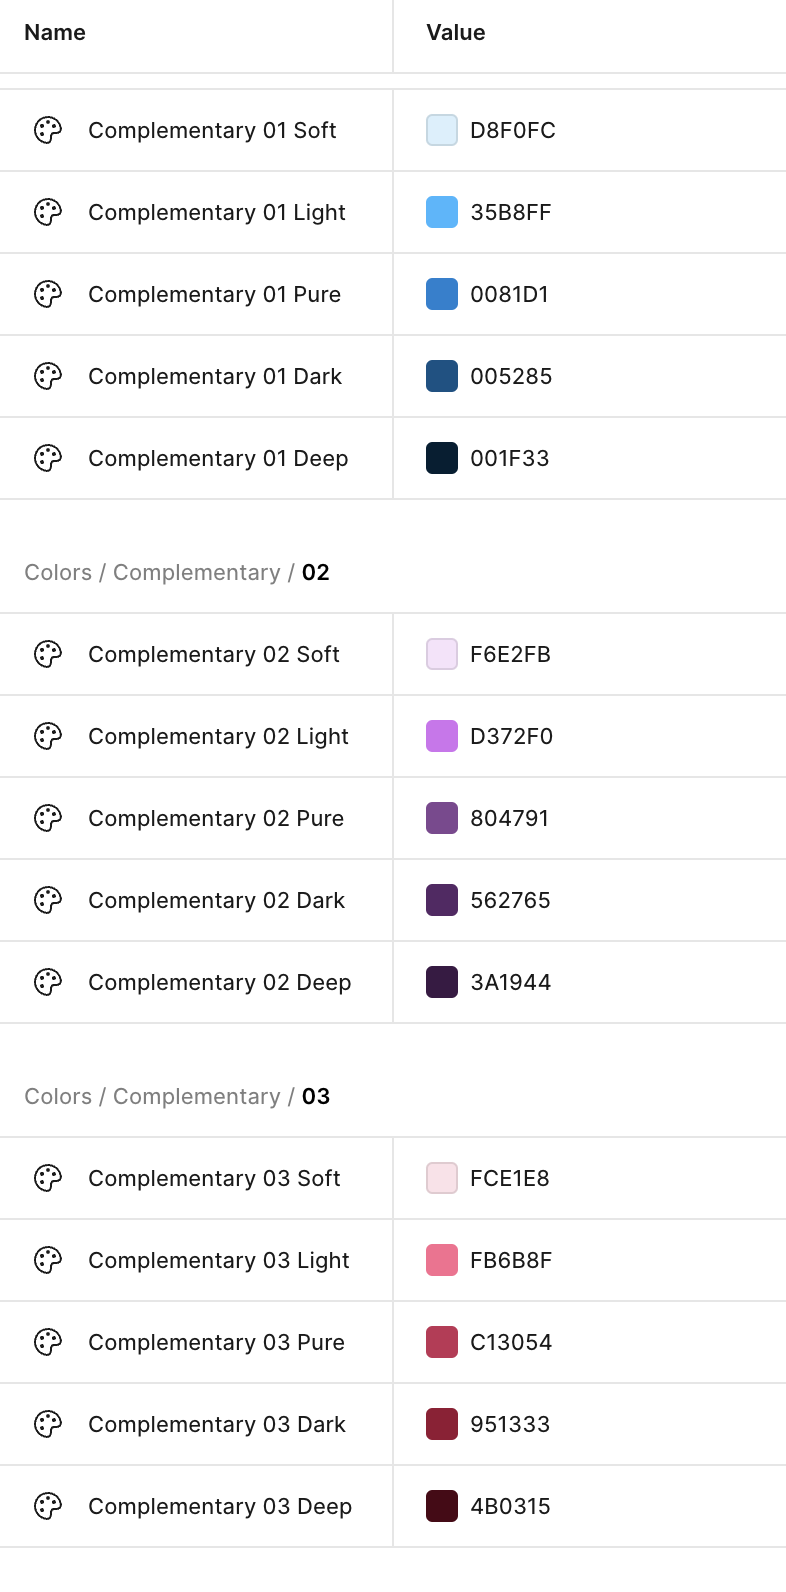 Name Value
Complementary 01 Soft D8F0FC
Complementary 01 Light 35B8FF
Complementary 01 Pure 0081D1
Complementary 01 Dark 005285
Complementary 01 Deep 001F33
Colors / Complementary / 02
Complementary 02 Soft F6E2FB
Complementary 02 Light D372F0
Complementary 02 Pure 804791
Complementary 02 Dark 562765
Complementary 02 Deep 3A1944
Colors / Complementary / 03
Complementary 03 Soft FCE1E8
Complementary 03 Light FB6B8F
Complementary 03 Pure C13054
Complementary 03 Dark 951333
Complementary 03 Deep 4B0315